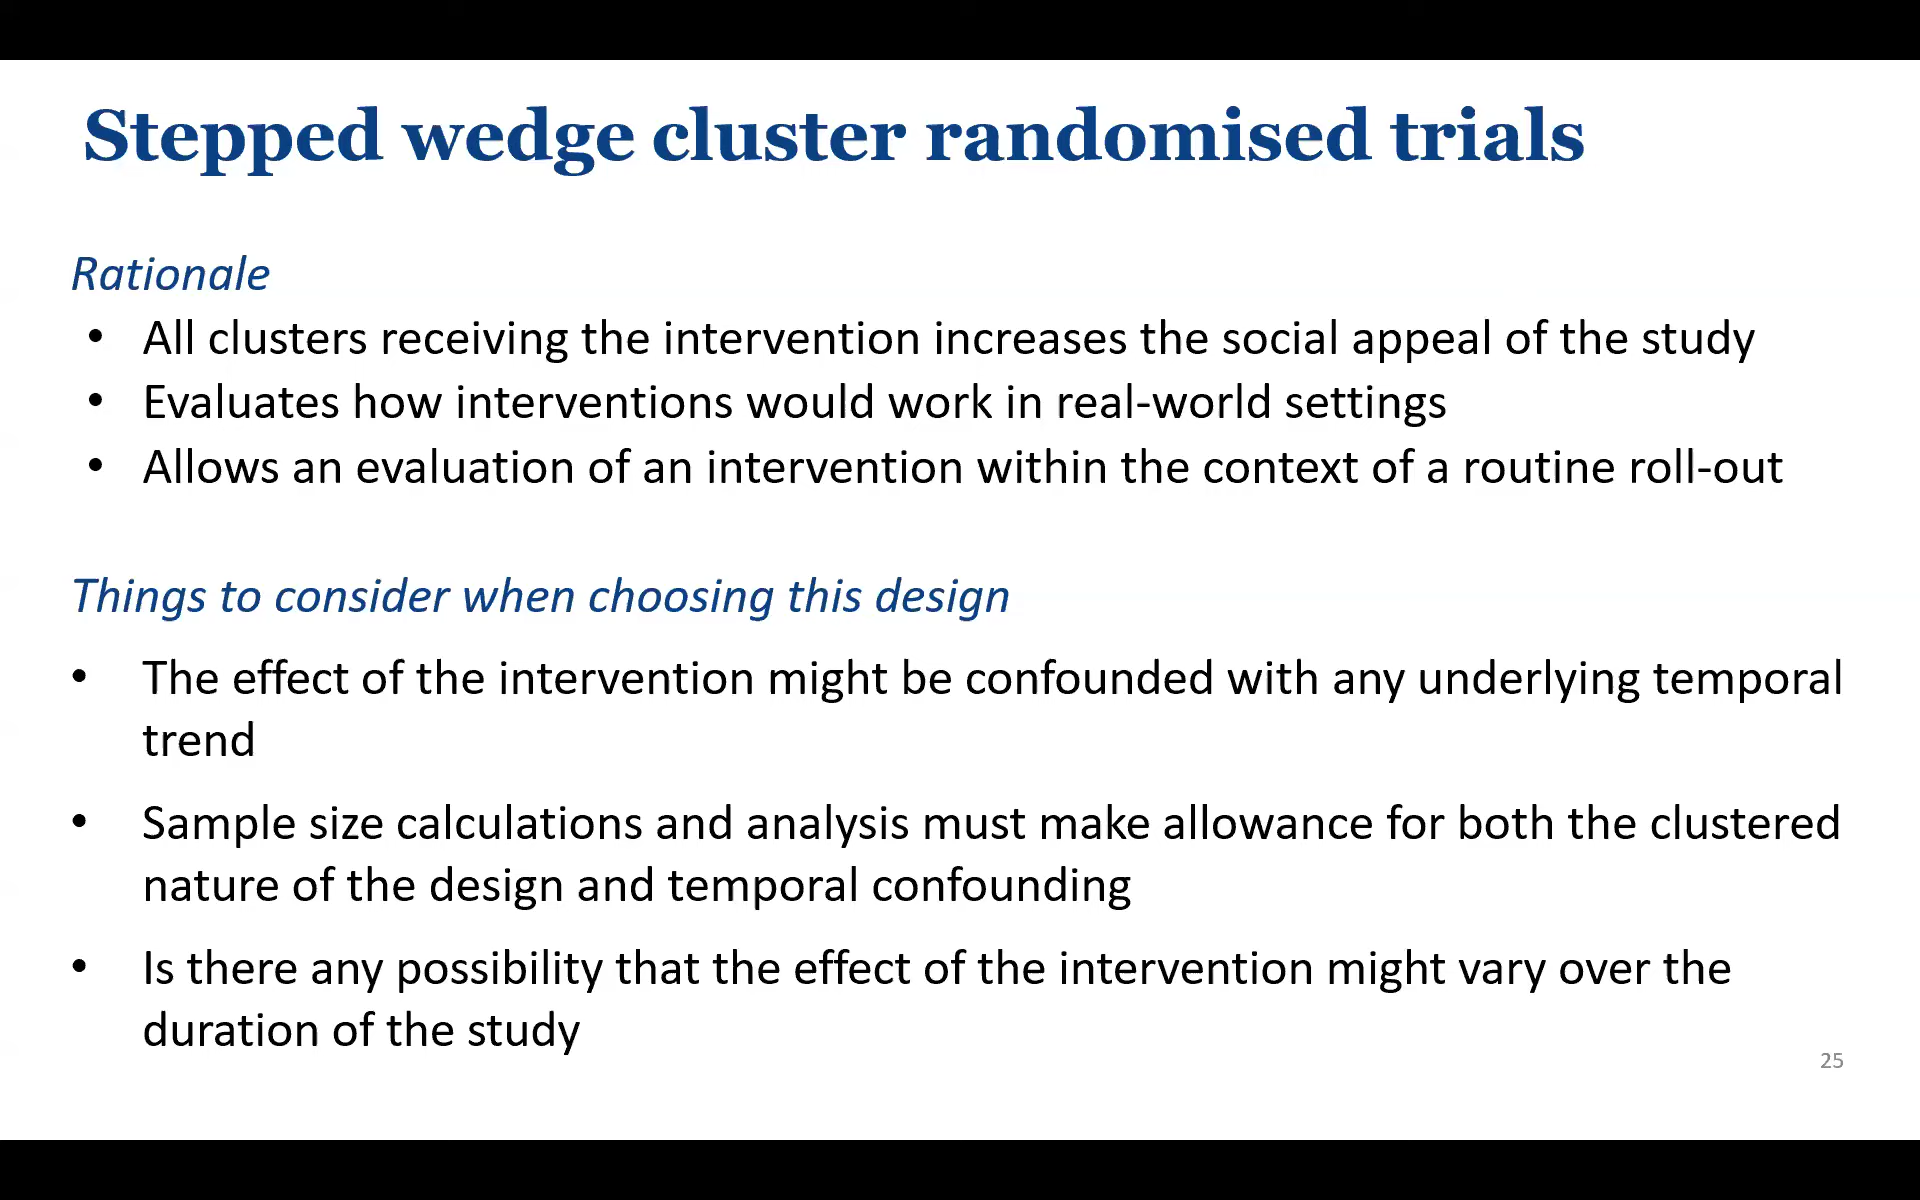 Stepped wedge cluster randomised trials
Rationale
• All clusters receiving the intervention increases the social appeal of the study
• Evaluates how interventions would work in real-world settings
• Allows an evaluation of an intervention within the context of a routine roll-out
Things to consider when choosing this design
• The effect of the intervention might be confounded with any underlying temporal
trend
• Sample size calculations and analysis must make allowance for both the clustered
nature of the design and temporal confounding
• Is there any possibility that the effect of the intervention might vary over the
duration of the study
25